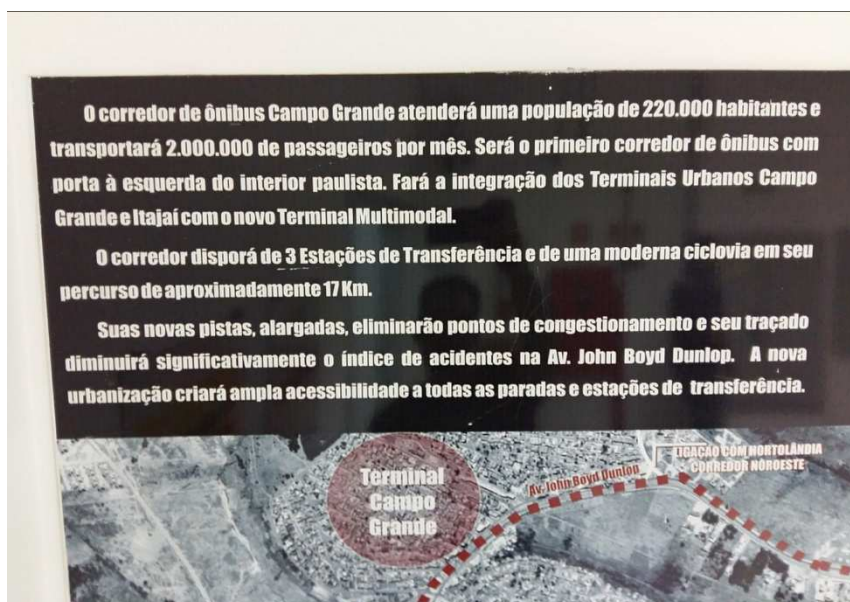 O corredor de ônibus Campo Grande atenderá uma população de 220.000 habitantes e
transportará 2.000.000 de passageiros por mês. Será o primeiro corredor de ônibus com
porta à esquerda do interior paulista. Fará a integração dos Terminais Urbanos Campo
Grande e Itajaí com o novo Terminal Multimodal.
O corredor disporá de 3 Estações de Transferência e de uma moderna ciclovia em seu
percurso de aproximadamente 17 Km.
Suas novas pistas, alargadas, eliminarão pontos de congestionamento e seu traçado
diminuirá significativamente o índice de acidentes na Av. John Boyd Dunlop. A nova
urbanização criará ampla acessibilidade a todas as paradas e estações de transferência.
LIGAÇÃO COM HORTOLÂNDIA
CORREDOR NOROESTE
Av. John Boyd Dunlop
Terminal
Campo
Grande